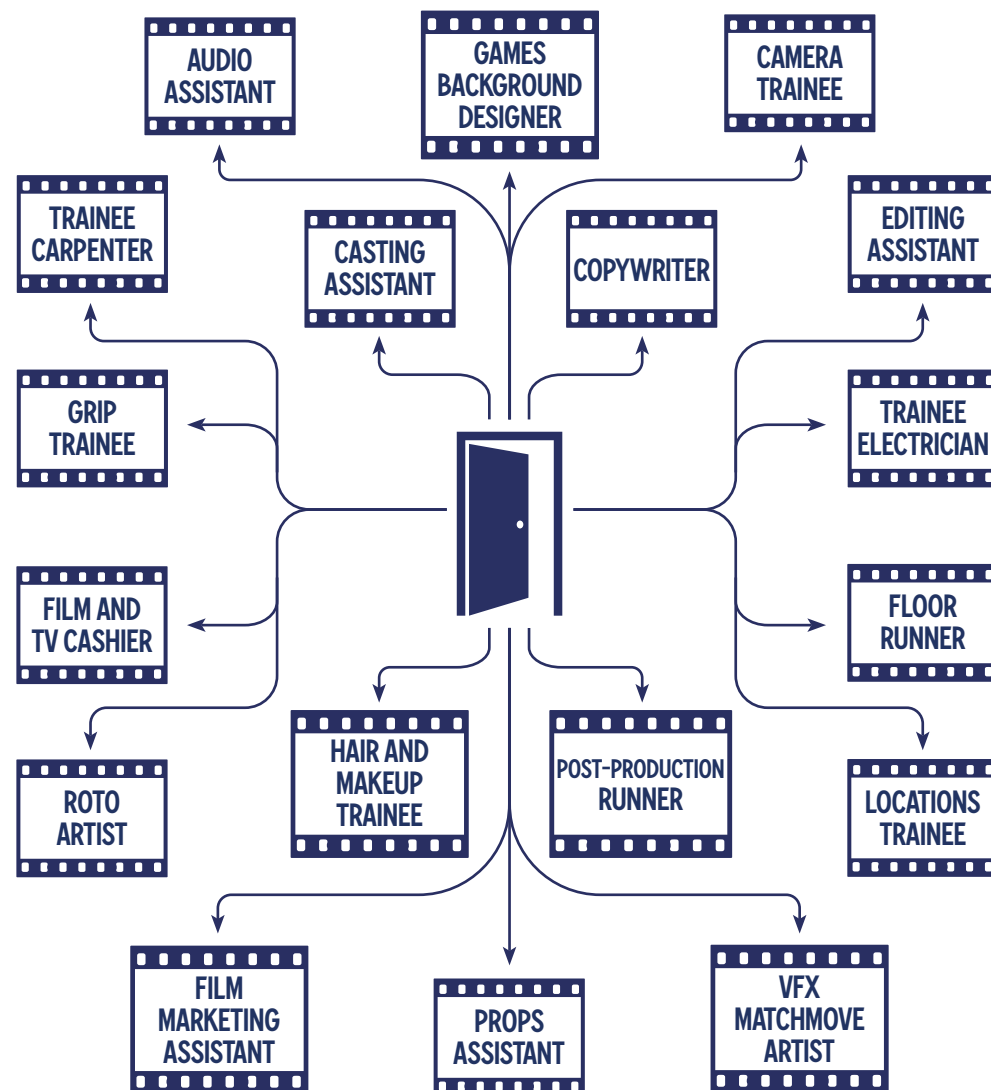 AUDIO
ASSISTANT
GAMES
BACKGROUND
DESIGNER
CAMERA
TRAINEE
TRAINEE
CARPENTER
CASTING
ASSISTANT
COPYWRITER
EDITING
ASSISTANT
GRIP
TRAINEE
TRAINEE
ELECTRICIAN
FILM AND
TV CASHIER
FLOOR
RUNNER
ROTO
ARTIST
HAIR AND
MAKEUP
TRAINEE
POST-PRODUCTION
RUNNER
LOCATIONS
TRAINEE
FILM
MARKETING
ASSISTANT
PROPS
ASSISTANT
VFX
MATCHMOVE
ARTIST